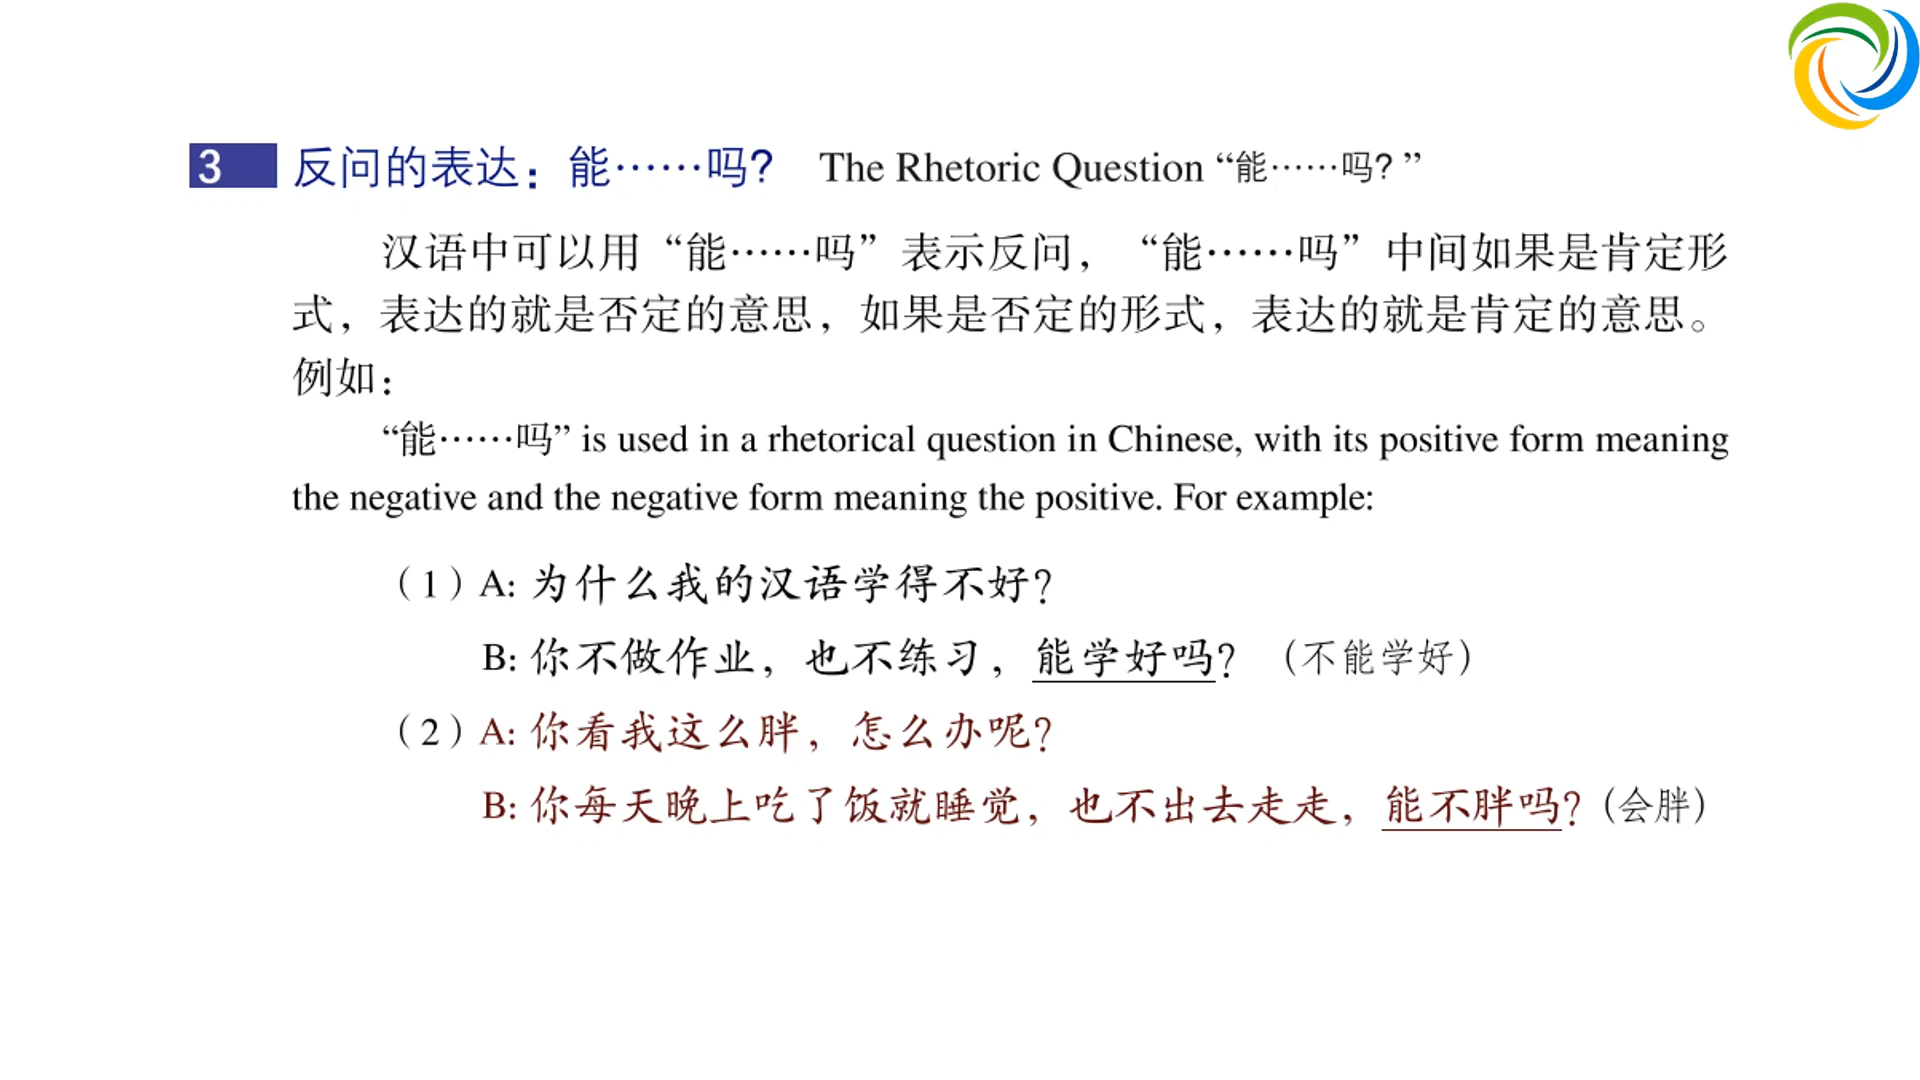 3 反问的表达：能……吗? The Rhetoric Question “能……吗? ”
汉语中可以用“能……吗”表示反问，“能……吗”中间如果是肯定形
式，表达的就是否定的意思，如果是否定的形式，表达的就是肯定的意思。
例如：
“能……吗” is used in a rhetorical question in Chinese, with its positive form meaning
the negative and the negative form meaning the positive. For example:
（1）A: 为什么我的汉语学得不好?
B: 你不做作业，也不练习，能学好吗? （不能学好）
（2）A: 你看我这么胖，怎么办呢?
B: 你每天晚上吃了饭就睡觉，也不出去走走，能不胖吗?（会胖）